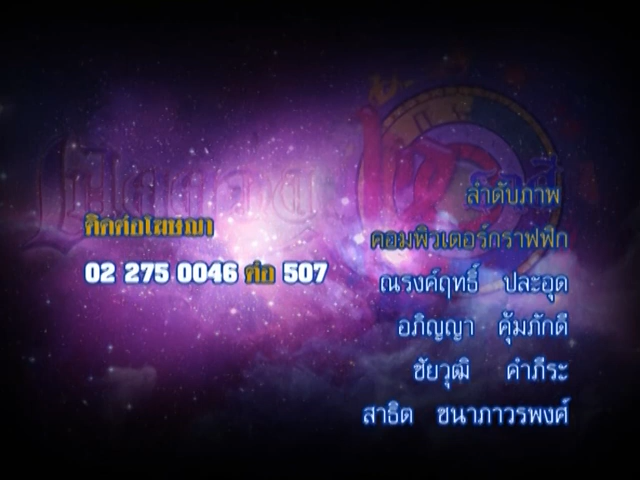 ลำดับภาพ
ติดต่อโฆษณา
คอมพิวเตอร์กราฟฟิก
02 275 0046 ต่อ 507
ณรงค์ฤทธิ์ ปละอุด
อภิญญา คุ้มภักดี
ชัยวุฒิ คำภีระ
สาธิต ชนาภาวรพงศ์